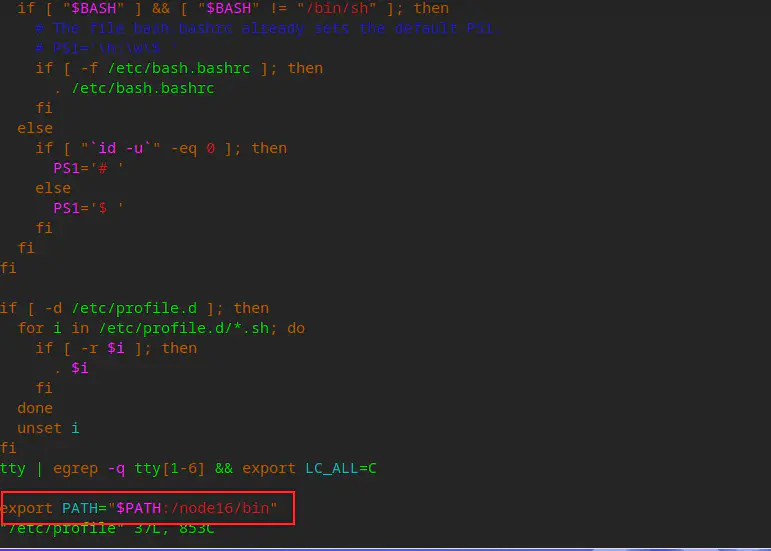 if [ "$BASH" ] && [ "$BASH" != "/bin/sh" ]; then
# The file bash.bashrc already sets the default PS1.
# PS1='\h:\w\$ '
if [ -f /etc/bash.bashrc ]; then
. /etc/bash.bashrc
fi
else
if [ "`id -u`" -eq 0 ]; then
PS1='# '
else
PS1='$ '
fi
fi
fi
if [ -d /etc/profile.d ]; then
for i in /etc/profile.d/*.sh; do
if [ -r $i ]; then
. $i
fi
done
unset i
fi
tty | egrep -q tty[1-6] && export LC_ALL=C
export PATH="$PATH:/node16/bin"
"/etc/profile" 37L, 853C